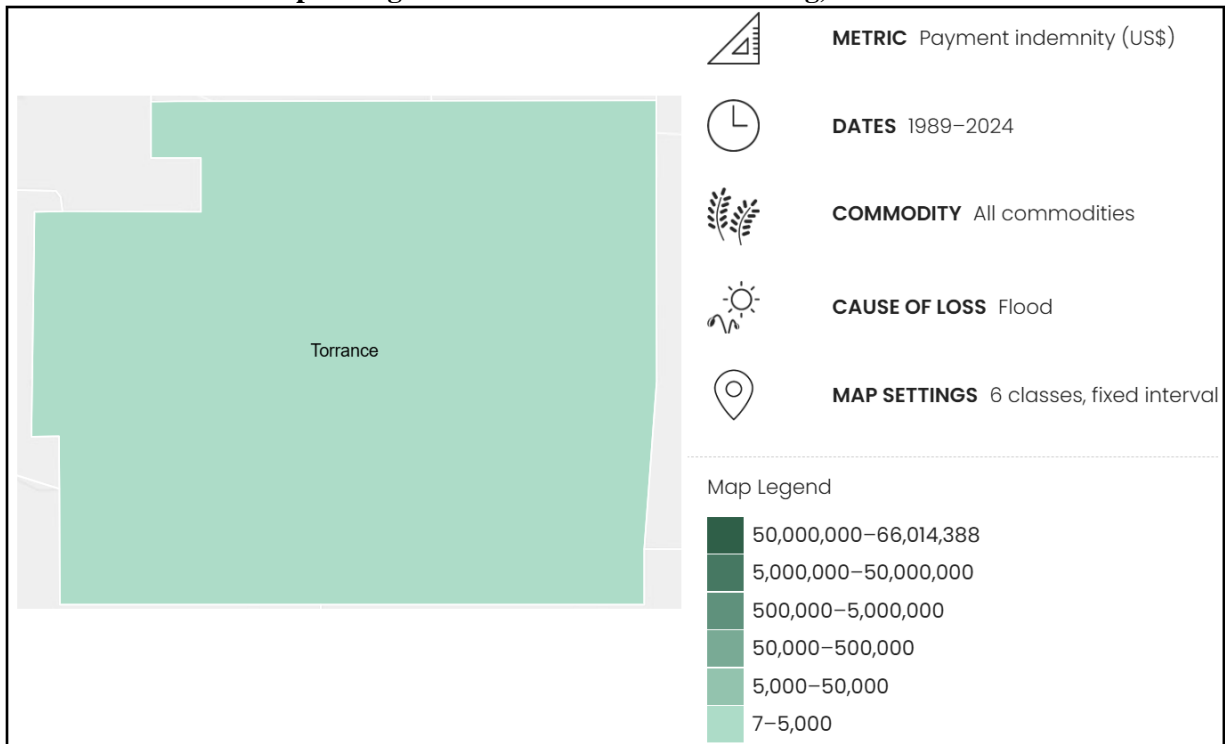 METRIC Payment indemnity (US$)
DATES 1989–2024
COMMODITY All commodities
CAUSE OF LOSS Flood
MAP SETTINGS 6 classes, fixed interval
Torrance
Map Legend
50,000,000–66,014,388
5,000,000–50,000,000
500,000–5,000,000
50,000–500,000
5,000–50,000
7–5,000